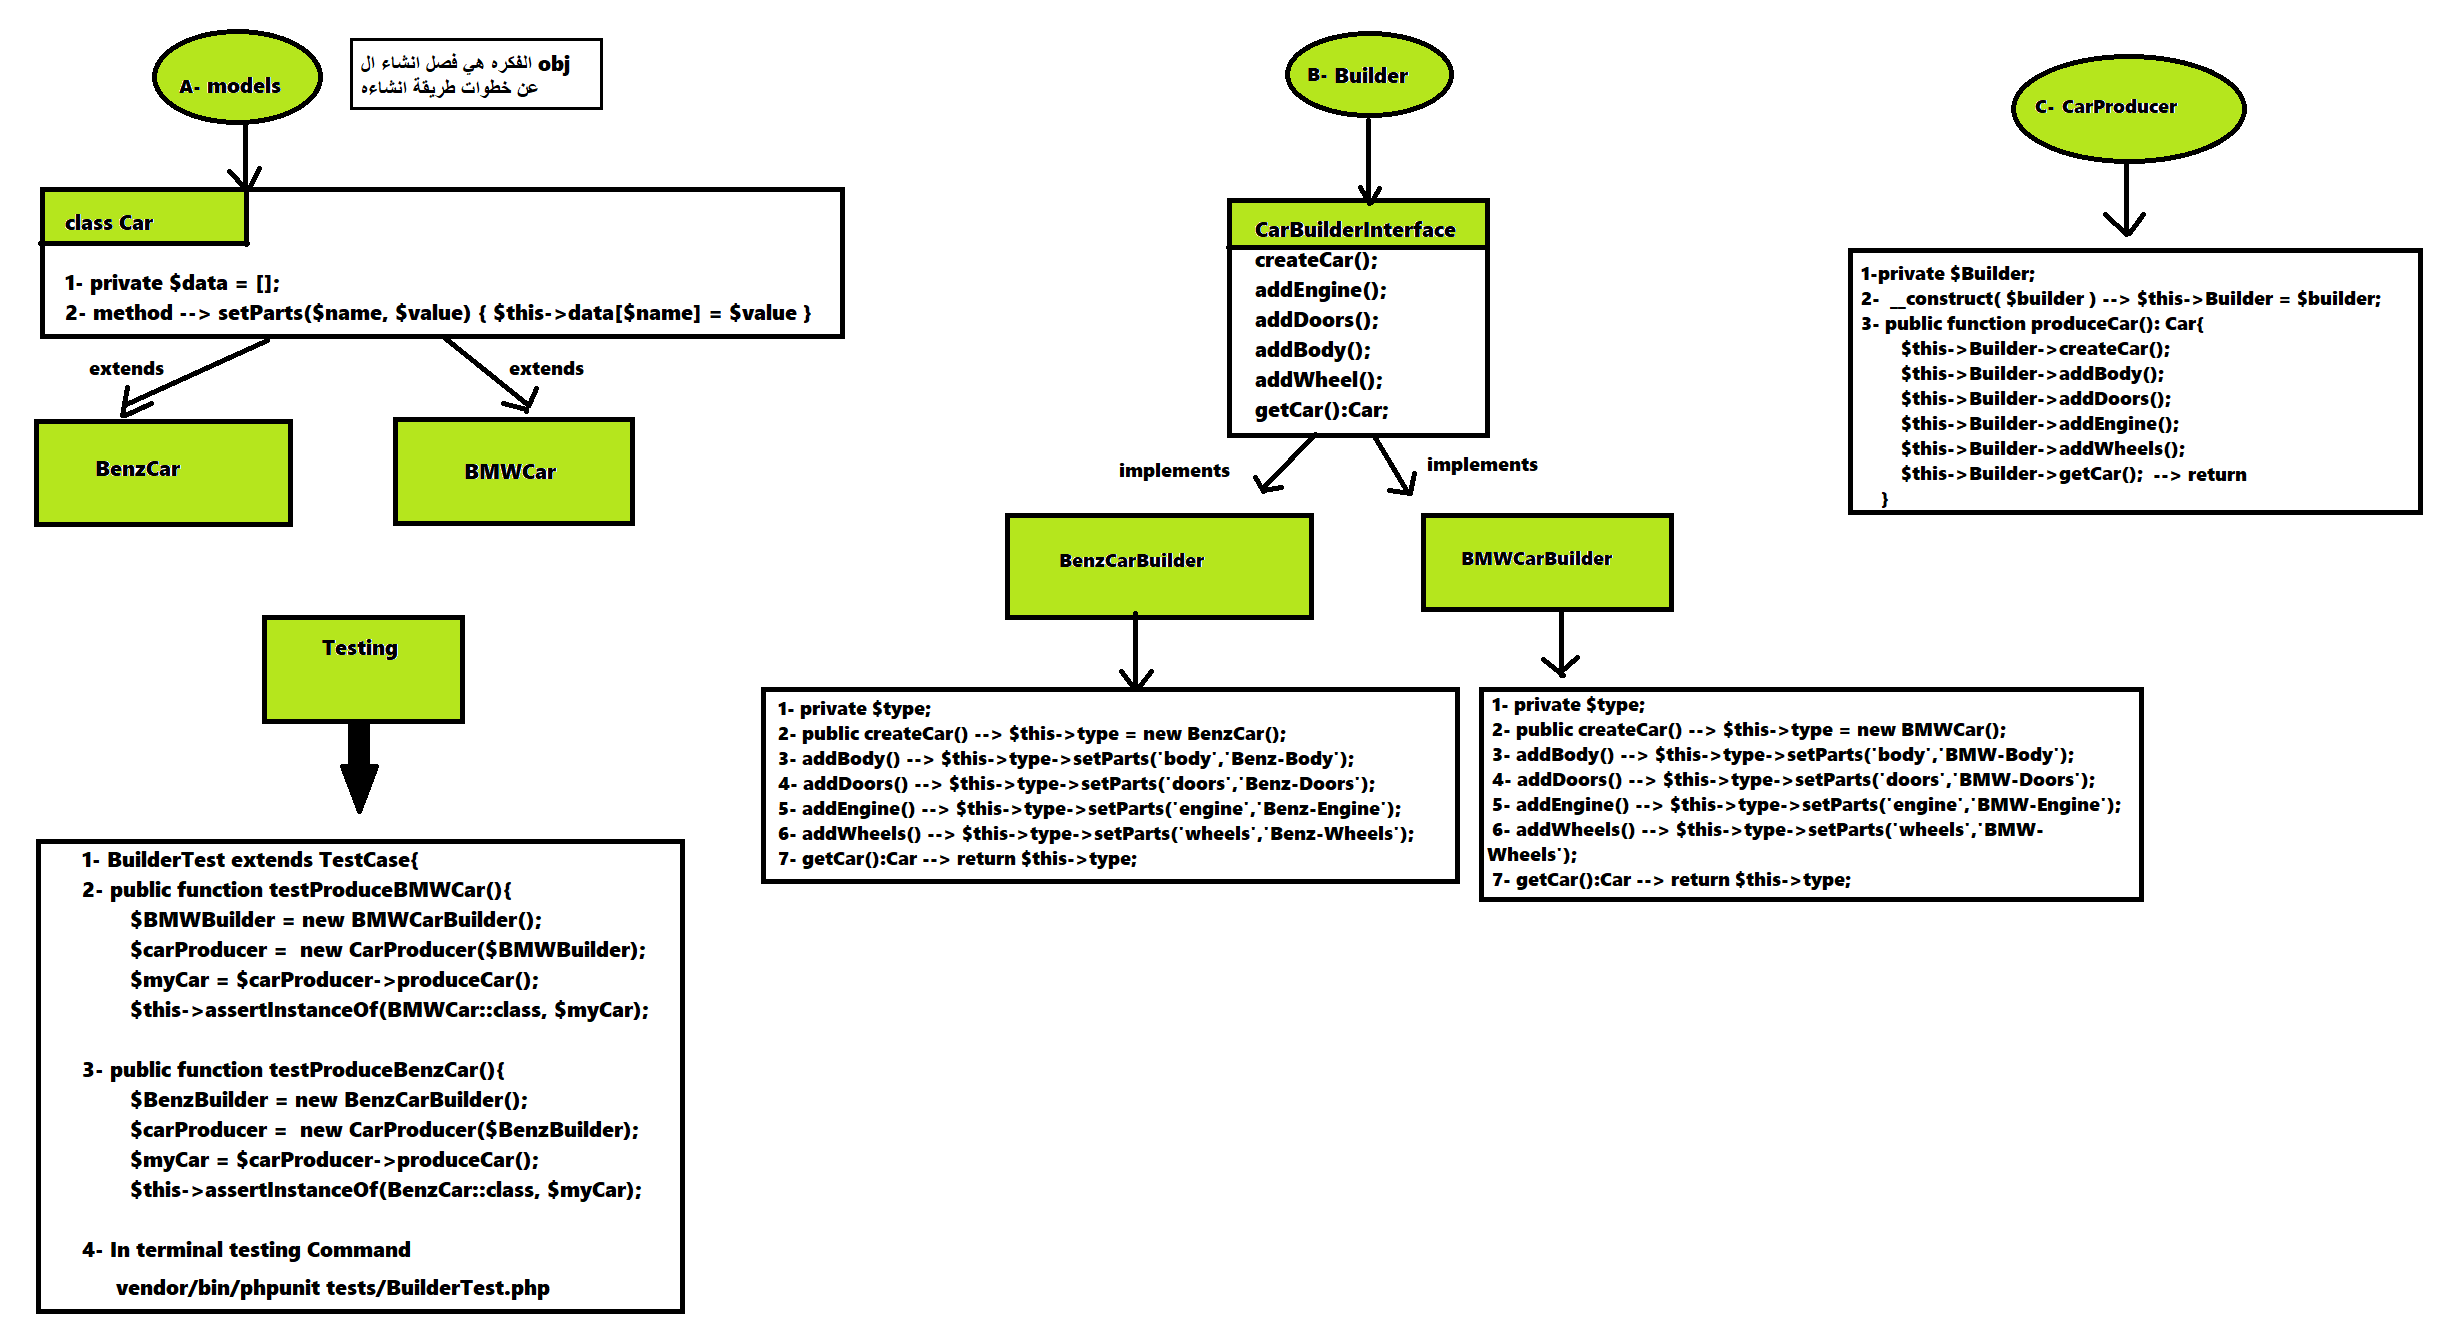 A- models
الفكره هي فصل انشاء ال obj
عن خطوات طريقة انشاءه
class Car
1- private $data = [];
2- method --> setParts($name, $value) { $this->data[$name] = $value }
extends
extends
BenzCar
BMWCar
B- Builder
CarBuilderInterface
createCar();
addEngine();
addDoors();
addBody();
addWheel();
getCar():Car;
implements
implements
BenzCarBuilder
BMWCarBuilder
1- private $type;
2- public createCar() --> $this->type = new BenzCar();
3- addBody() --> $this->type->setParts('body','Benz-Body');
4- addDoors() --> $this->type->setParts('doors','Benz-Doors');
5- addEngine() --> $this->type->setParts('engine','Benz-Engine');
6- addWheels() --> $this->type->setParts('wheels','Benz-Wheels');
7- getCar():Car --> return $this->type;
1- private $type;
2- public createCar() --> $this->type = new BMWCar();
3- addBody() --> $this->type->setParts('body','BMW-Body');
4- addDoors() --> $this->type->setParts('doors','BMW-Doors');
5- addEngine() --> $this->type->setParts('engine','BMW-Engine');
6- addWheels() --> $this->type->setParts('wheels','BMW-
Wheels');
7- getCar():Car --> return $this->type;
C- CarProducer
1-private $Builder;
2- __construct( $builder ) --> $this->Builder = $builder;
3- public function produceCar(): Car{
$this->Builder->createCar();
$this->Builder->addBody();
$this->Builder->addDoors();
$this->Builder->addEngine();
$this->Builder->addWheels();
$this->Builder->getCar(); --> return
}
Testing
1- BuilderTest extends TestCase{
2- public function testProduceBMWCar(){
$BMWBuilder = new BMWCarBuilder();
$carProducer = new CarProducer($BMWBuilder);
$myCar = $carProducer->produceCar();
$this->assertInstanceOf(BMWCar::class, $myCar);
3- public function testProduceBenzCar(){
$BenzBuilder = new BenzCarBuilder();
$carProducer = new CarProducer($BenzBuilder);
$myCar = $carProducer->produceCar();
$this->assertInstanceOf(BenzCar::class, $myCar);
4- In terminal testing Command
vendor/bin/phpunit tests/BuilderTest.php